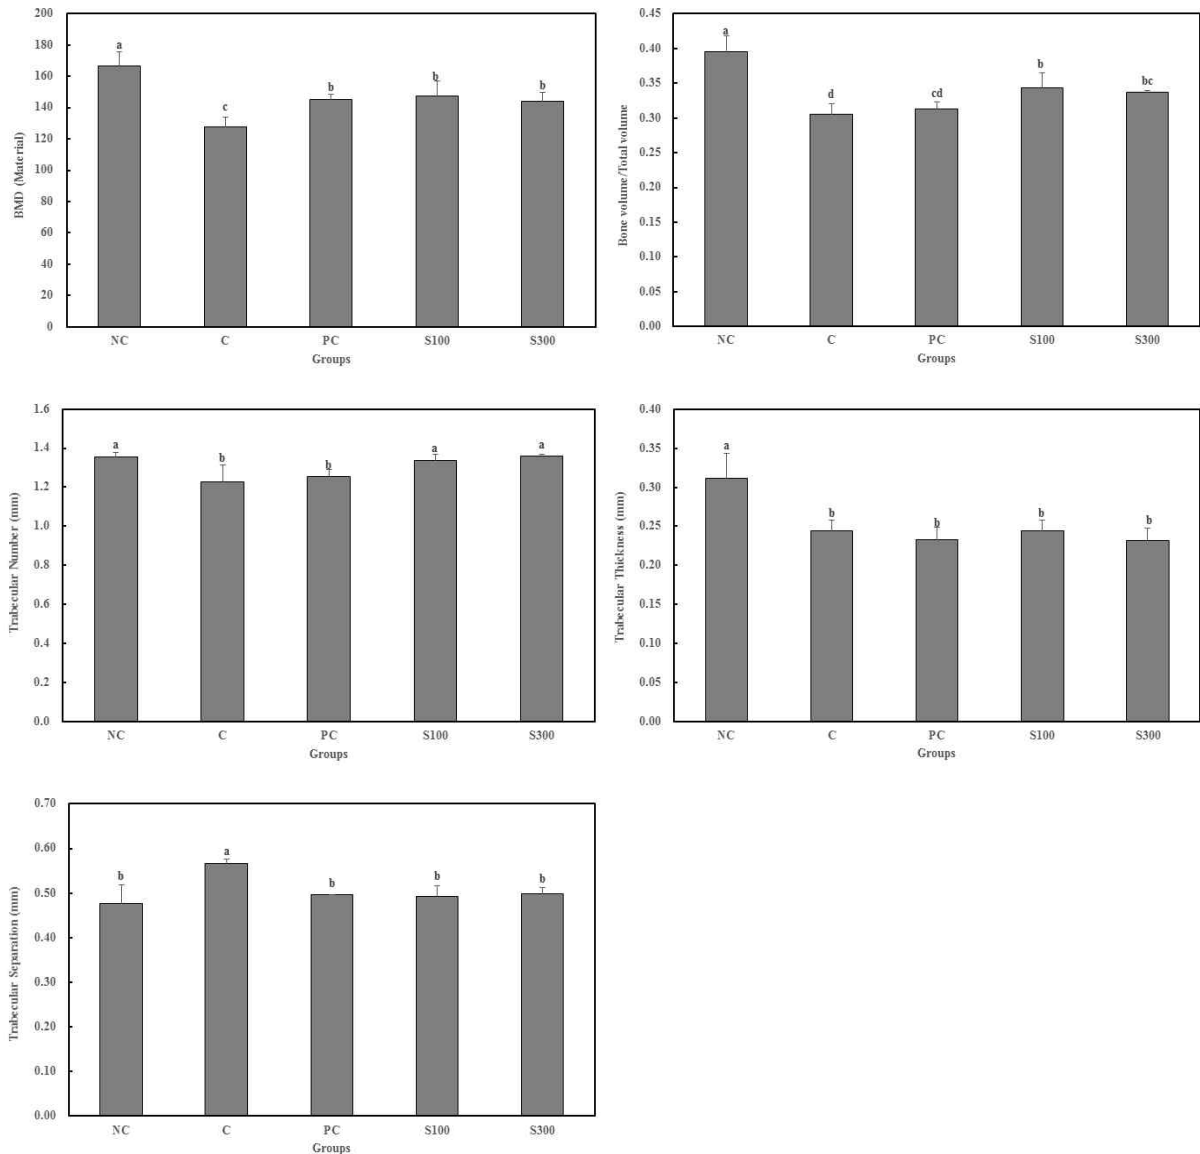 200
180
160
140
120
100
80
60
40
20
0
BMD (Material)
a
c
b
b
b
NC C PC S100 S300
Groups
0.45
0.40
0.35
0.30
0.25
0.20
0.15
0.10
0.05
0.00
Bone volume/Total volume
a
d
cd
b
bc
NC C PC S100 S300
Groups
1.6
1.4
1.2
1.0
0.8
0.6
0.4
0.2
0.0
Trabecular Number (mm)
a
b
b
a
a
NC C PC S100 S300
Groups
0.40
0.35
0.30
0.25
0.20
0.15
0.10
0.05
0.00
Trabecular Thickness (mm)
a
b
b
b
b
NC C PC S100 S300
Groups
0.70
0.60
0.50
0.40
0.30
0.20
0.10
0.00
Trabecular Separation (mm)
b
a
b
b
b
NC C PC S100 S300
Groups